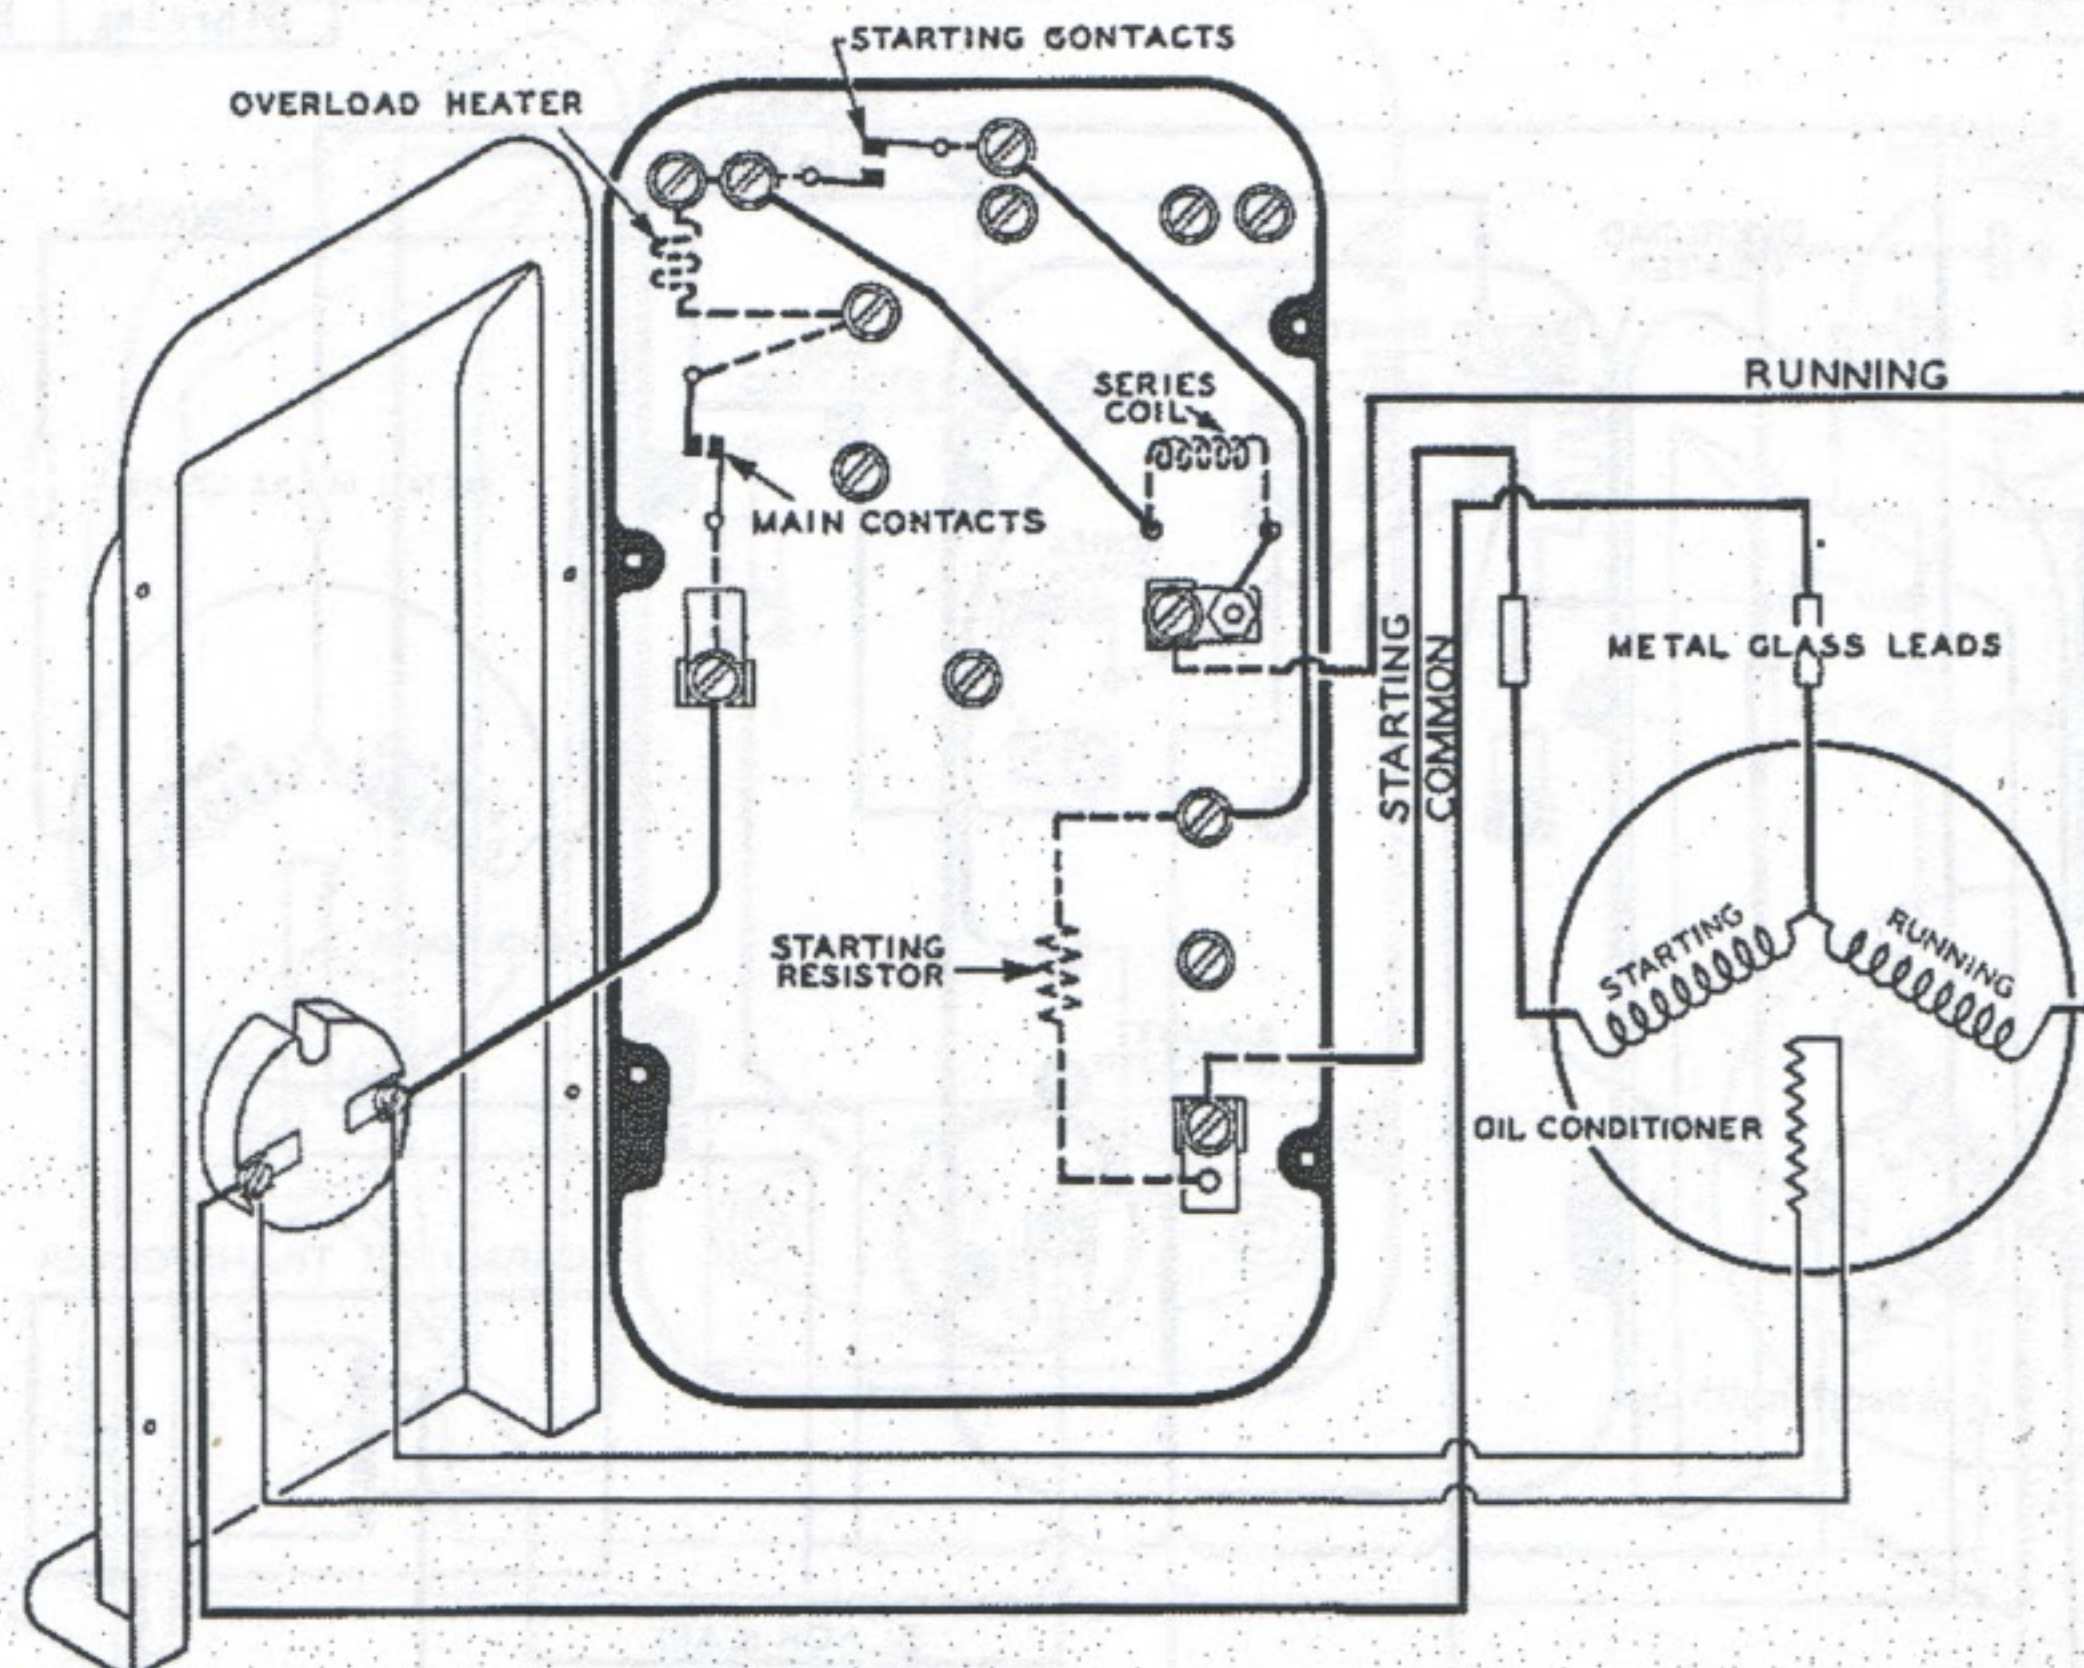 STARTING CONTACTS
OVERLOAD HEATER
SERIES
COIL
RUNNING
MAIN CONTACTS
METAL GLASS LEADS
STARTING
COMMON
STARTING
RUNNING
STARTING
RESISTOR
OIL CONDITIONER